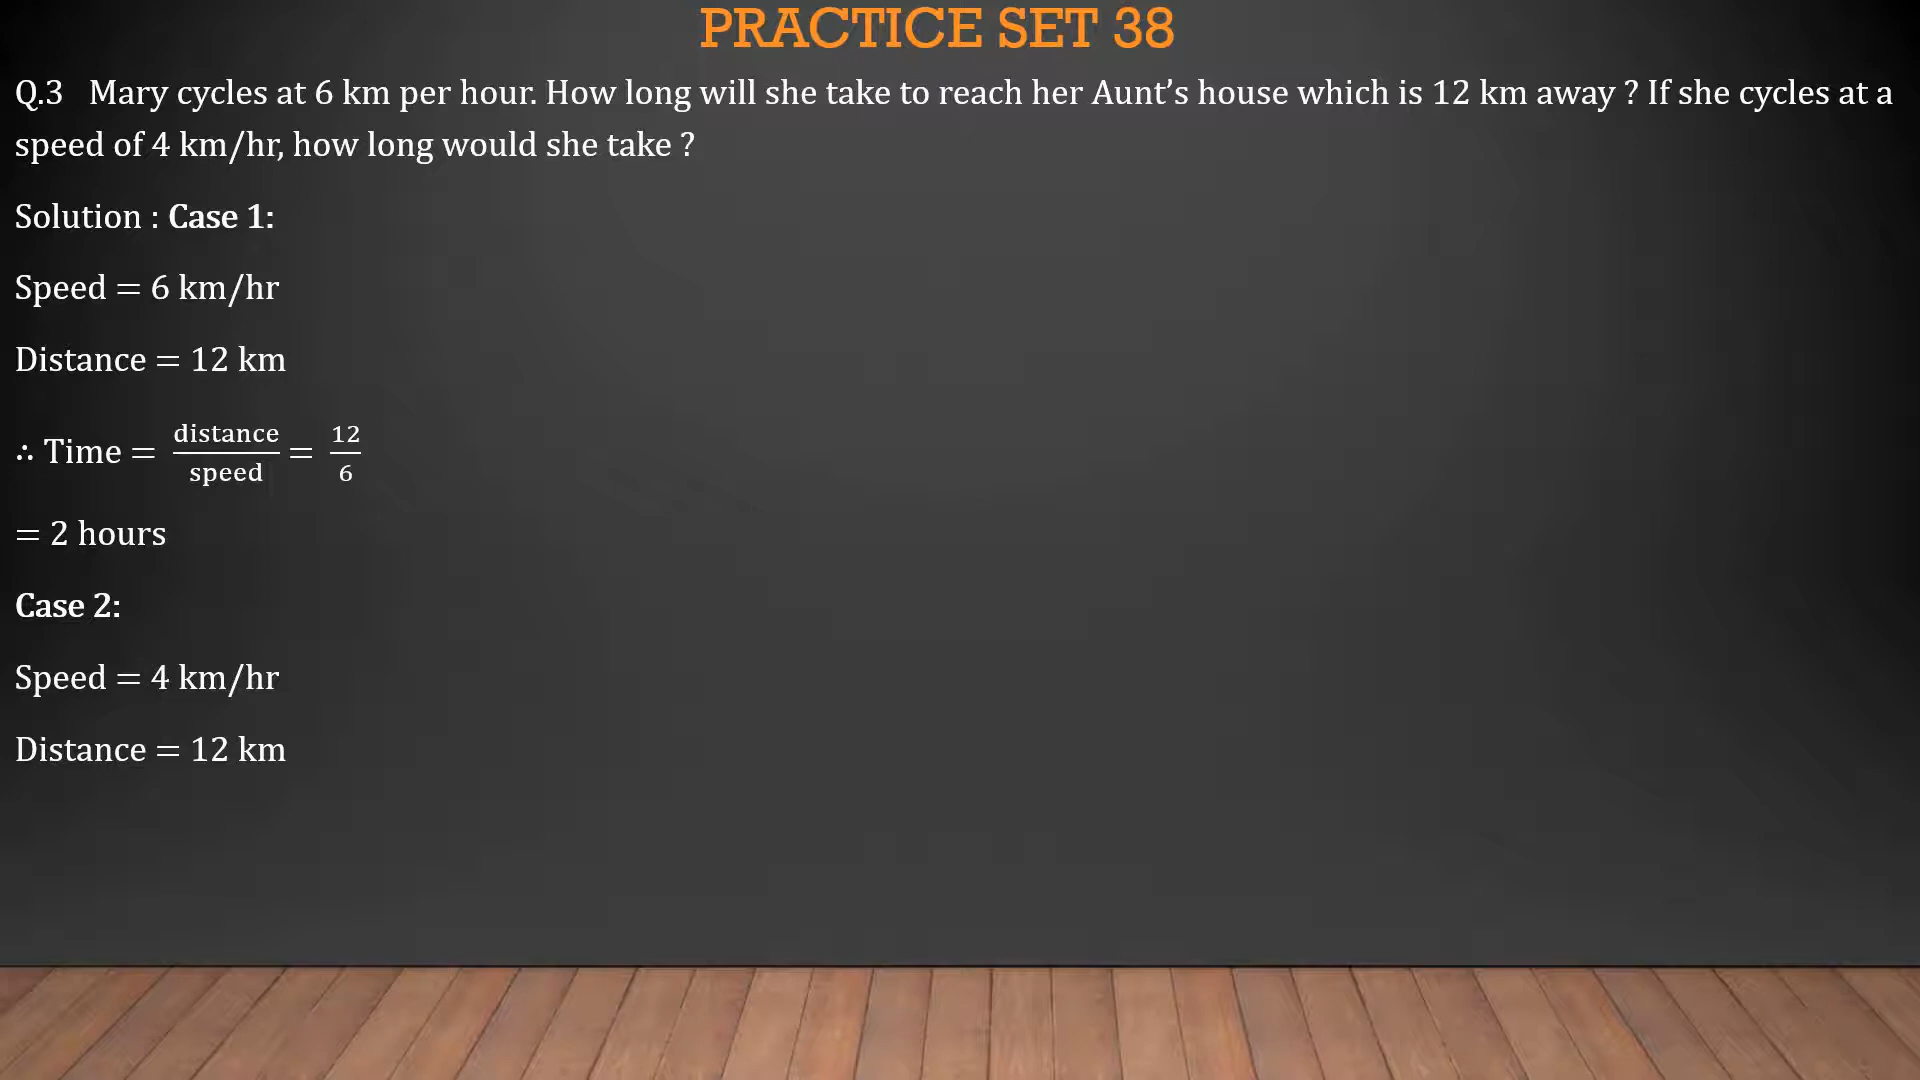 PRACTICE SET 38
Q.3 Mary cycles at 6 km per hour. How long will she take to reach her Aunt’s house which is 12 km away ? If she cycles at a
speed of 4 km/hr, how long would she take ?
Solution : Case 1:
Speed = 6 km/hr
Distance = 12 km
∴ Time = distance/speed = 12/6
= 2 hours
Case 2:
Speed = 4 km/hr
Distance = 12 km